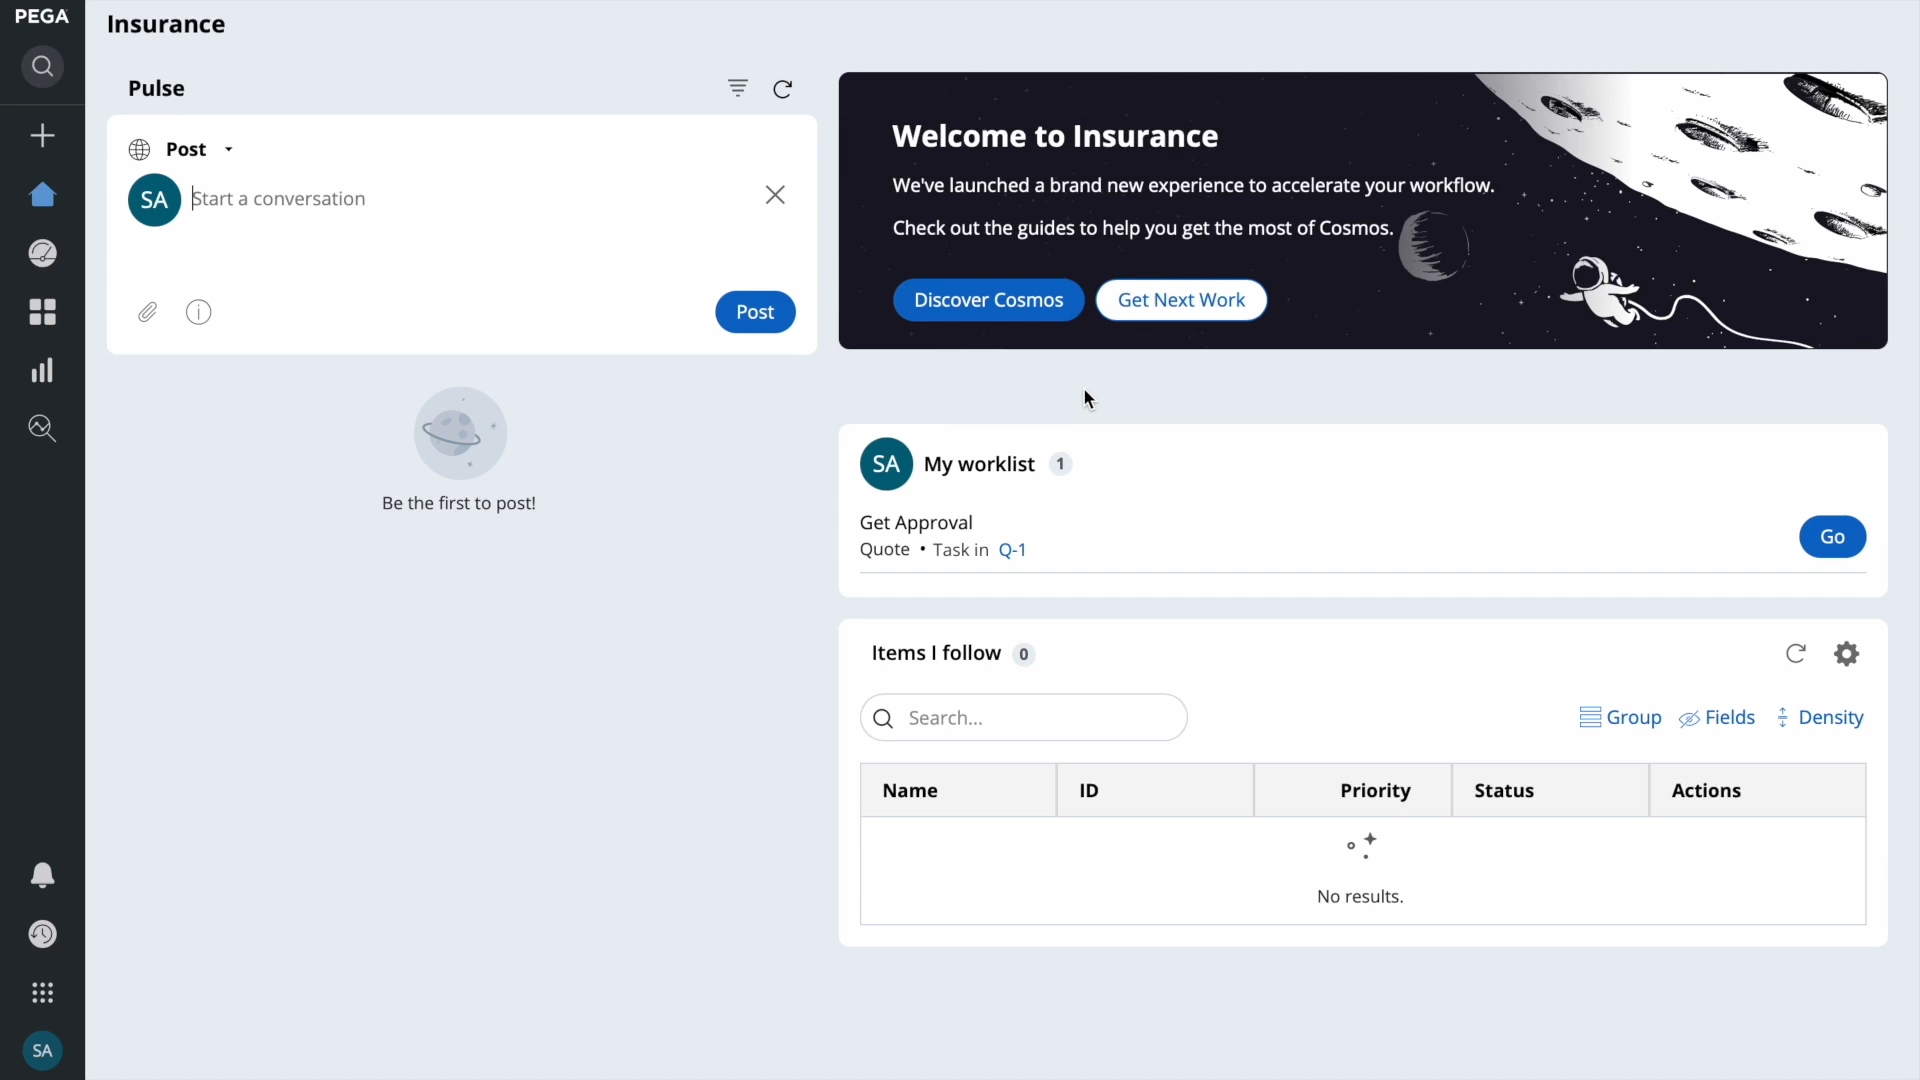 PEGA
Insurance
Pulse
Post
SA
Start a conversation
Post
Be the first to post!
Welcome to Insurance
We've launched a brand new experience to accelerate your workflow.
Check out the guides to help you get the most of Cosmos.
Discover Cosmos
Get Next Work
SA
My worklist 1
Get Approval
Quote • Task in Q-1
Go
Items I follow 0
Search...
Group
Fields
Density
Name
ID
Priority
Status
Actions
No results.
SA